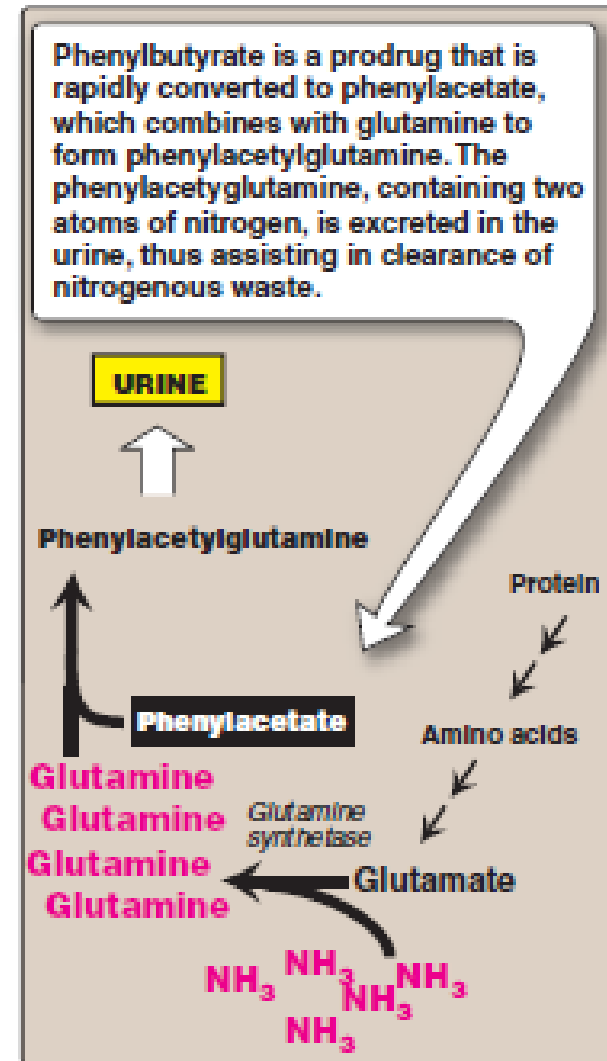 Phenylbutyrate is a prodrug that is
rapidly converted to phenylacetate,
which combines with glutamine to
form phenylacetylglutamine. The
phenylacetyglutamine, containing two
atoms of nitrogen, is excreted in the
urine, thus assisting in clearance of
nitrogenous waste.
URINE
Phenylacetylglutamine
Protein
Phenylacetate
Amino acids
Glutamine
Glutamine
Glutamine
synthetase
Glutamine
Glutamate
Glutamine
NH3
NH3
NH3
NH3
NH3